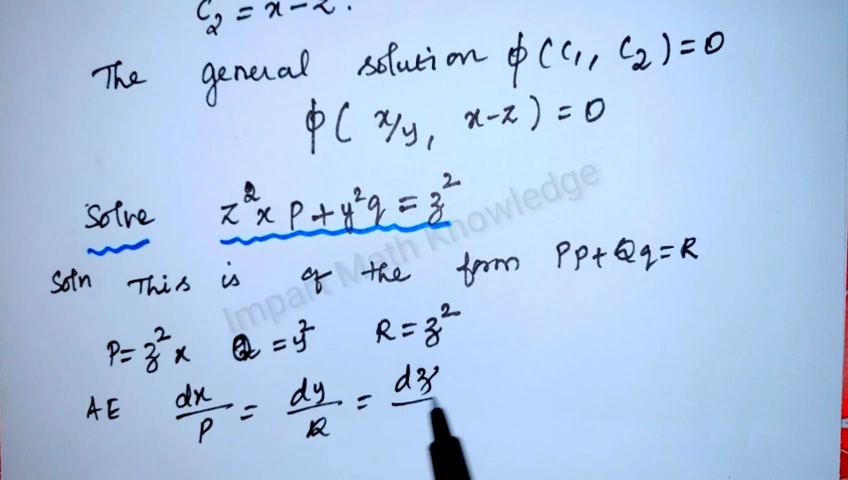 C₂ = x - z.
The general solution ϕ(C₁, C₂) = 0
ϕ( x/y, x-z) = 0
Solve z²x p + y²q = z²
Soln This is of the form Pp + Qq = R
P = z²x Q = y² R = z²
AE dx/P = dy/Q = dz
Impart Math Knowledge